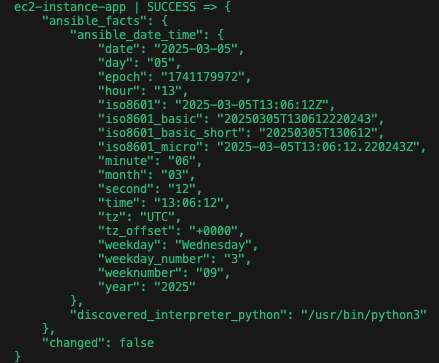 ec2-instance-app | SUCCESS => {
    "ansible_facts": {
        "ansible_date_time": {
            "date": "2025-03-05",
            "day": "05",
            "epoch": "1741179972",
            "hour": "13",
            "iso8601": "2025-03-05T13:06:12Z",
            "iso8601_basic": "20250305T130612220243",
            "iso8601_basic_short": "20250305T130612",
            "iso8601_micro": "2025-03-05T13:06:12.220243Z",
            "minute": "06",
            "month": "03",
            "second": "12",
            "time": "13:06:12",
            "tz": "UTC",
            "tz_offset": "+0000",
            "weekday": "Wednesday",
            "weekday_number": "3",
            "weeknumber": "09",
            "year": "2025"
        },
        "discovered_interpreter_python": "/usr/bin/python3"
    },
    "changed": false
}